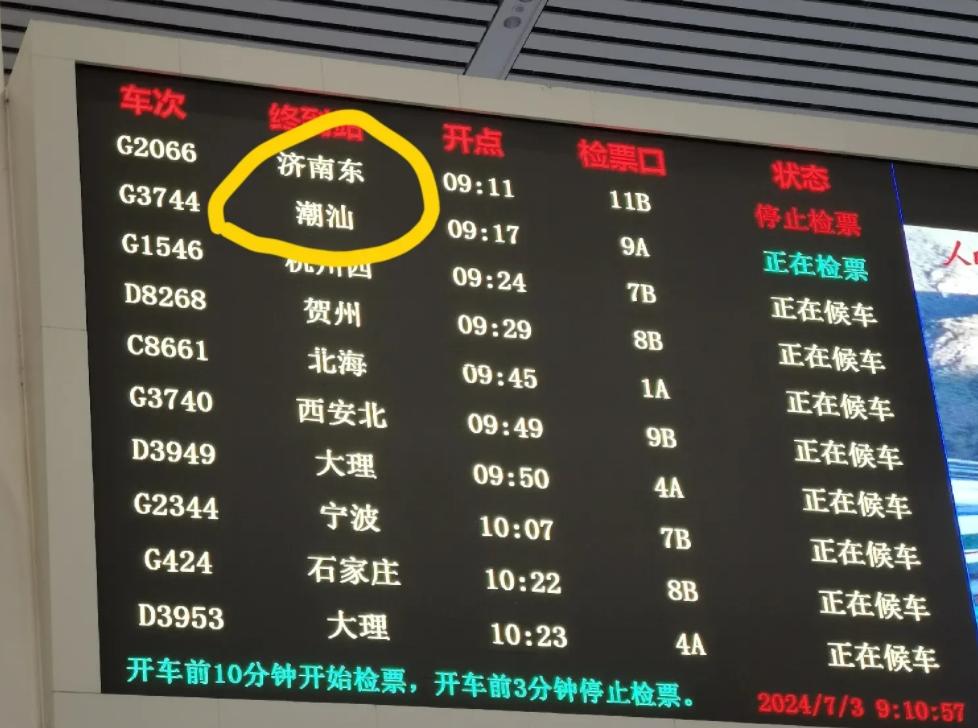 车次 终到站 开点 检票口 状态
G2066 济南东 09:11 11B 停止检票
G3744 潮汕 09:17 9A 正在检票
G1546 杭州西 09:24 7B 正在候车
D8268 贺州 09:29 8B 正在候车
C8661 北海 09:45 1A 正在候车
G3740 西安北 09:49 9B 正在候车
D3949 大理 09:50 4A 正在候车
G2344 宁波 10:07 7B 正在候车
G424 石家庄 10:22 8B 正在候车
D3953 大理 10:23 4A 正在候车
开车前10分钟开始检票，开车前3分钟停止检票。 2024/7/3 9:10:57